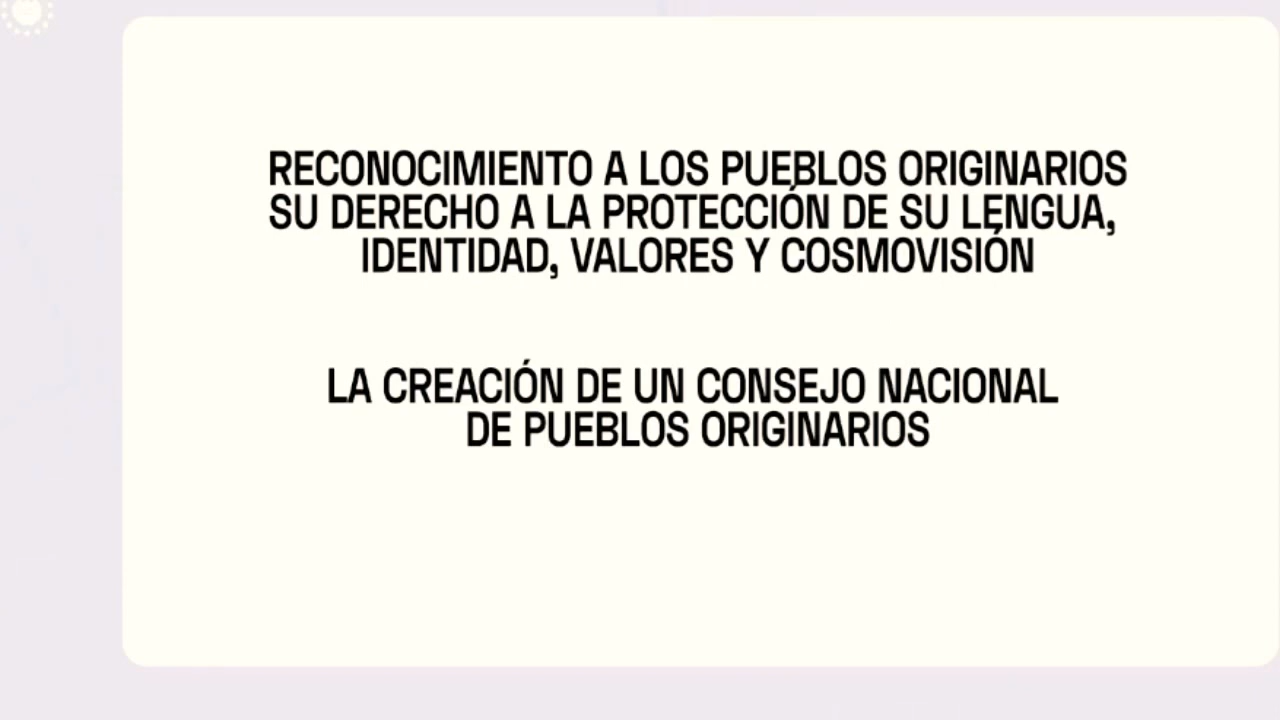 RECONOCIMIENTO A LOS PUEBLOS ORIGINARIOS
SU DERECHO A LA PROTECCIÓN DE SU LENGUA,
IDENTIDAD, VALORES Y COSMOVISIÓN
LA CREACIÓN DE UN CONSEJO NACIONAL
DE PUEBLOS ORIGINARIOS